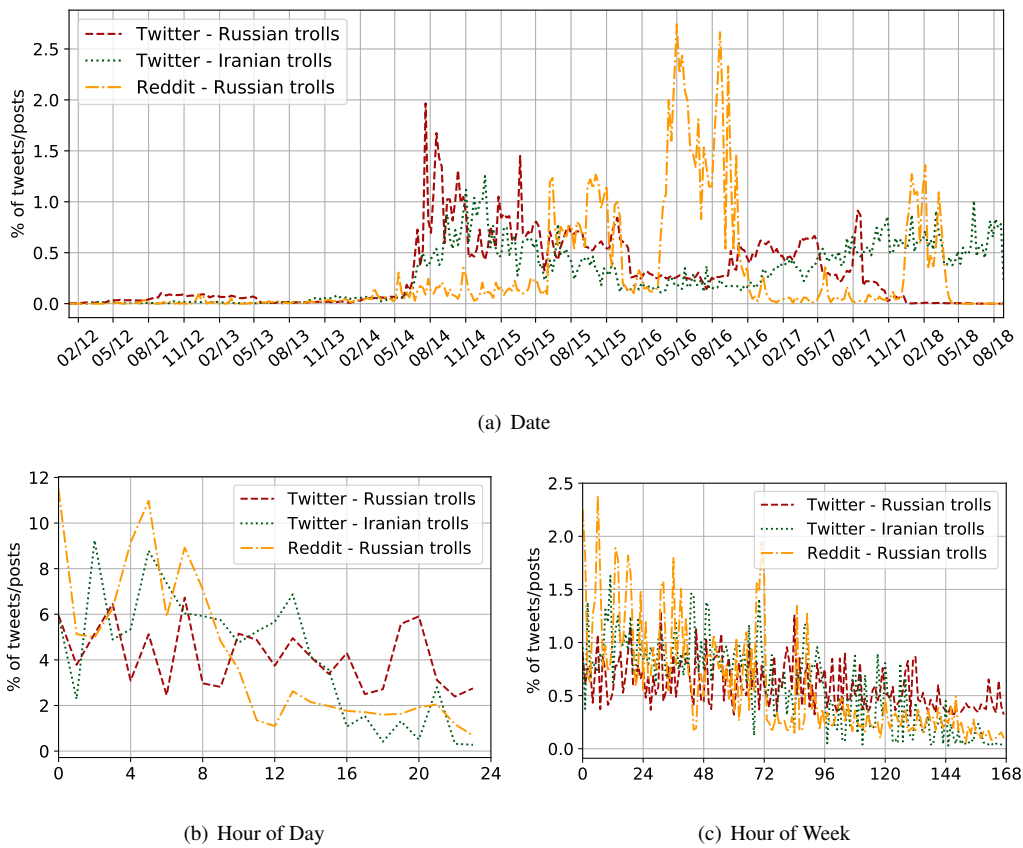 % of tweets/posts
2.5
2.0
1.5
1.0
0.5
0.0
Twitter - Russian trolls
Twitter - Iranian trolls
Reddit - Russian trolls
02/12 05/12 08/12 11/12 02/13 05/13 08/13 11/13 02/14 05/14 08/14 11/14 02/15 05/15 08/15 11/15 02/16 05/16 08/16 11/16 02/17 05/17 08/17 11/17 02/18 05/18 08/18
(a) Date
% of tweets/posts
12
10
8
6
4
2
0
Twitter - Russian trolls
Twitter - Iranian trolls
Reddit - Russian trolls
0 4 8 12 16 20 24
(b) Hour of Day
% of tweets/posts
2.5
2.0
1.5
1.0
0.5
0.0
Twitter - Russian trolls
Twitter - Iranian trolls
Reddit - Russian trolls
0 24 48 72 96 120 144 168
(c) Hour of Week